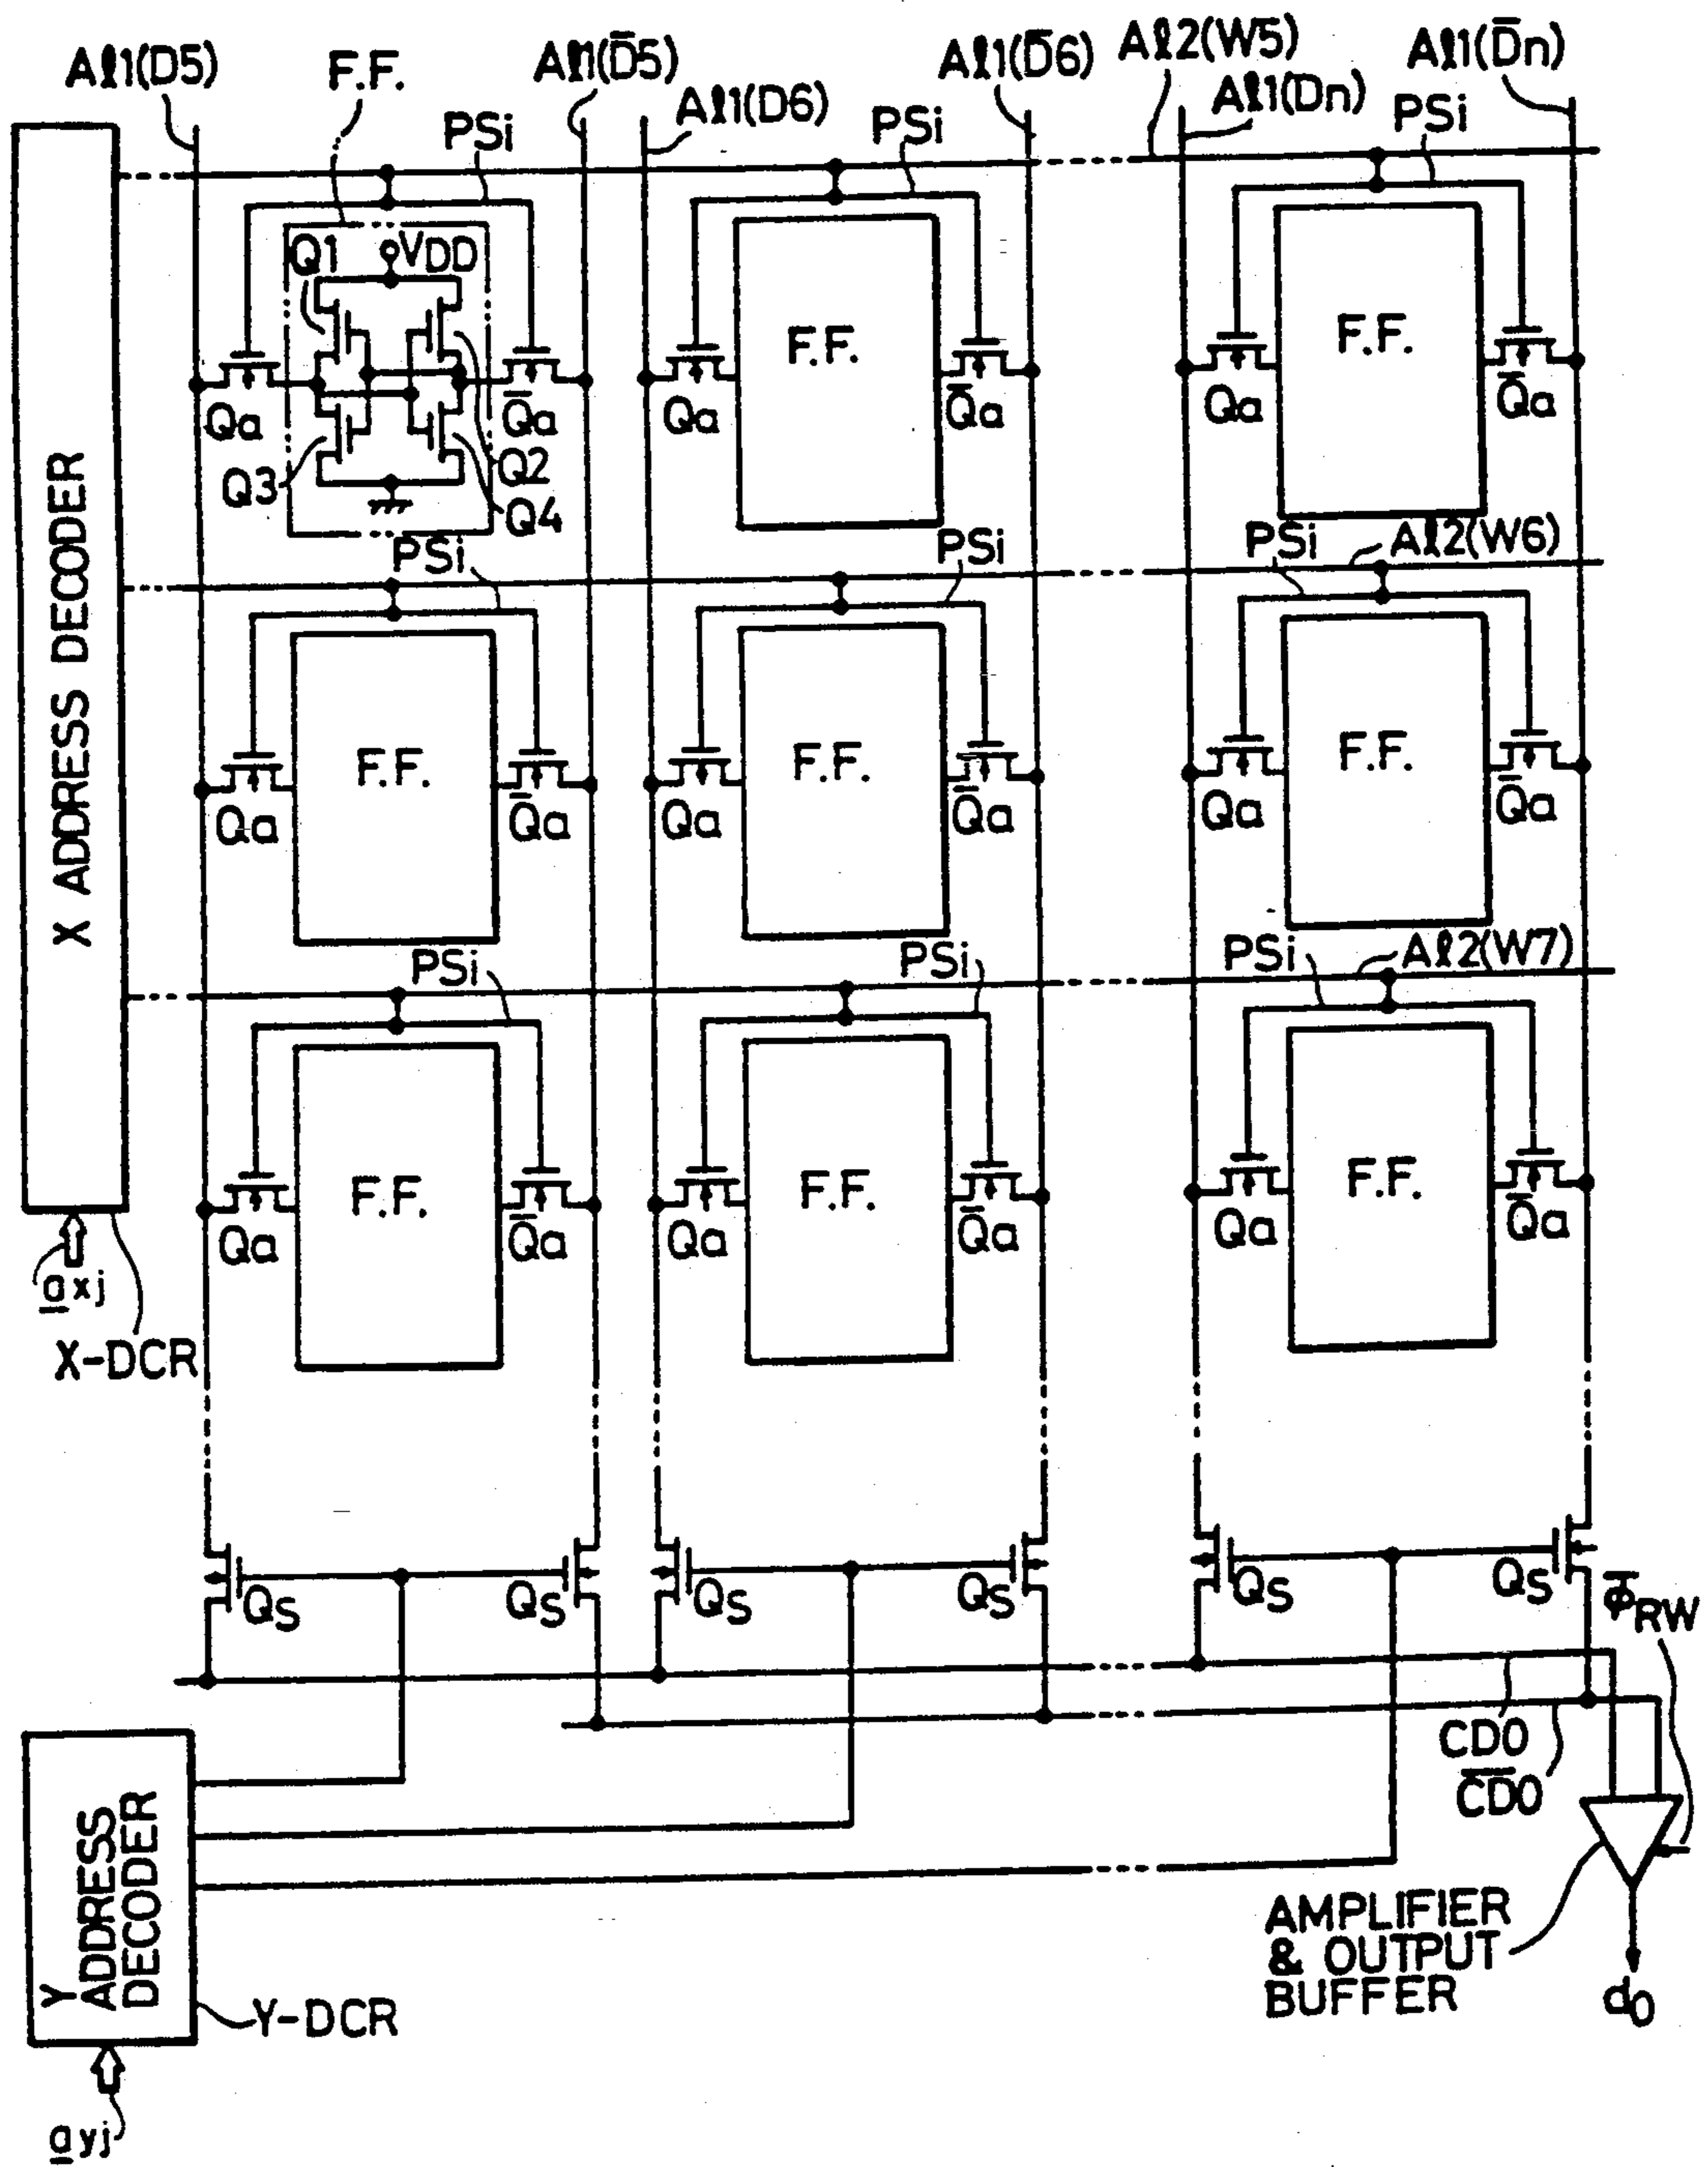 Aℓ1(D5)
F.F.
Aℓ1(D̄5)
Aℓ1(D6)
Aℓ1(D̄6)
Aℓ2(W5)
Aℓ1(Dn)
Aℓ1(D̄n)
PSi
PSi
PSi
Q1
VDD
F.F.
F.F.
Qa
Q̄a
Qa
Q̄a
Qa
Q̄a
Q3
Q2
Q4
X ADDRESS DECODER
PSi
PSi
PSi
Aℓ2(W6)
F.F.
F.F.
F.F.
Qa
Q̄a
Qa
Q̄a
Qa
Q̄a
PSi
PSi
PSi
Aℓ2(W7)
F.F.
F.F.
F.F.
Qa
Q̄a
Qa
Q̄a
Qa
Q̄a
axj
X-DCR
QS
QS
QS
QS
QS
QS
Φ̄RW
CD0
C̄D̄0
Y
ADDRESS
DECODER
AMPLIFIER
& OUTPUT
BUFFER
d0
Y-DCR
ayj